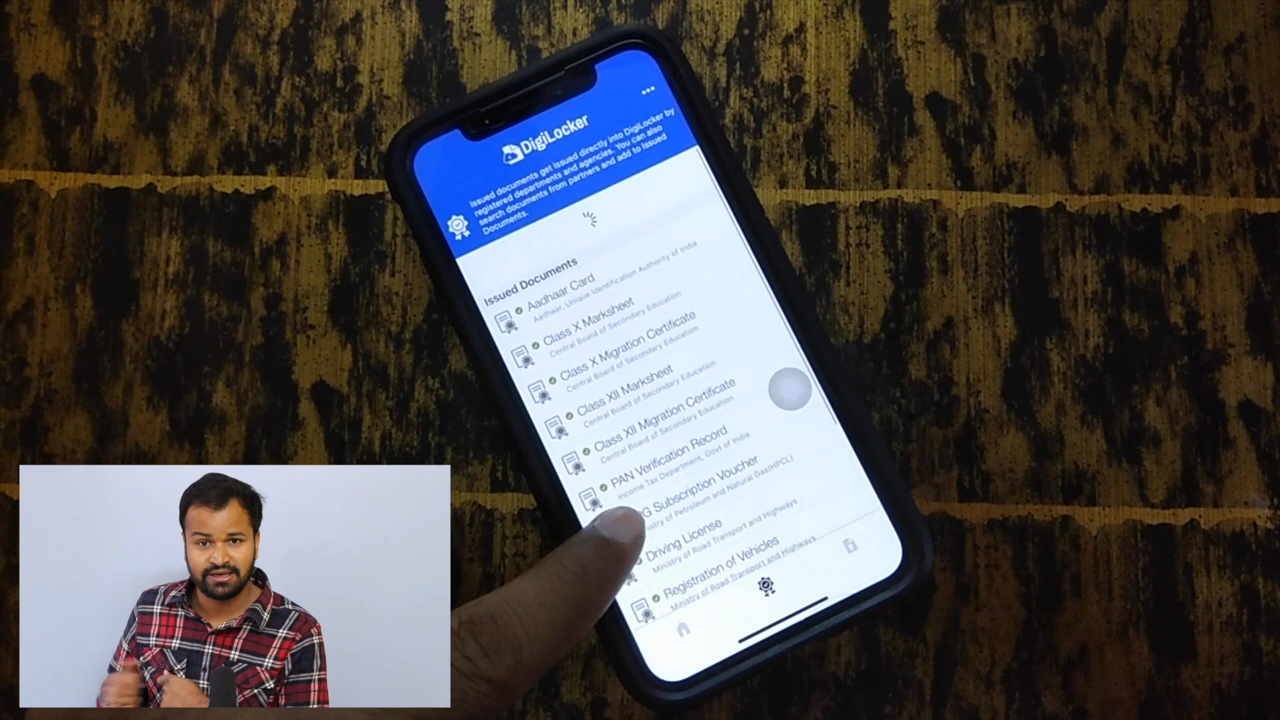 DigiLocker
Issued documents get issued directly into DigiLocker by
registered departments and agencies. You can also
search documents from partners and add to Issued
Documents.
Issued Documents
Aadhaar Card
Aadhaar, Unique Identification Authority of India
Class X Marksheet
Central Board of Secondary Education
Class X Migration Certificate
Central Board of Secondary Education
Class XII Marksheet
Central Board of Secondary Education
Class XII Migration Certificate
Central Board of Secondary Education
PAN Verification Record
Income Tax Department, Govt of India
G Subscription Voucher
istry of Petroleum and Natural Gas(HPCL)
Driving License
Ministry of Road Transport and Highways
Registration of Vehicles
Ministry of Road Transport and Highways